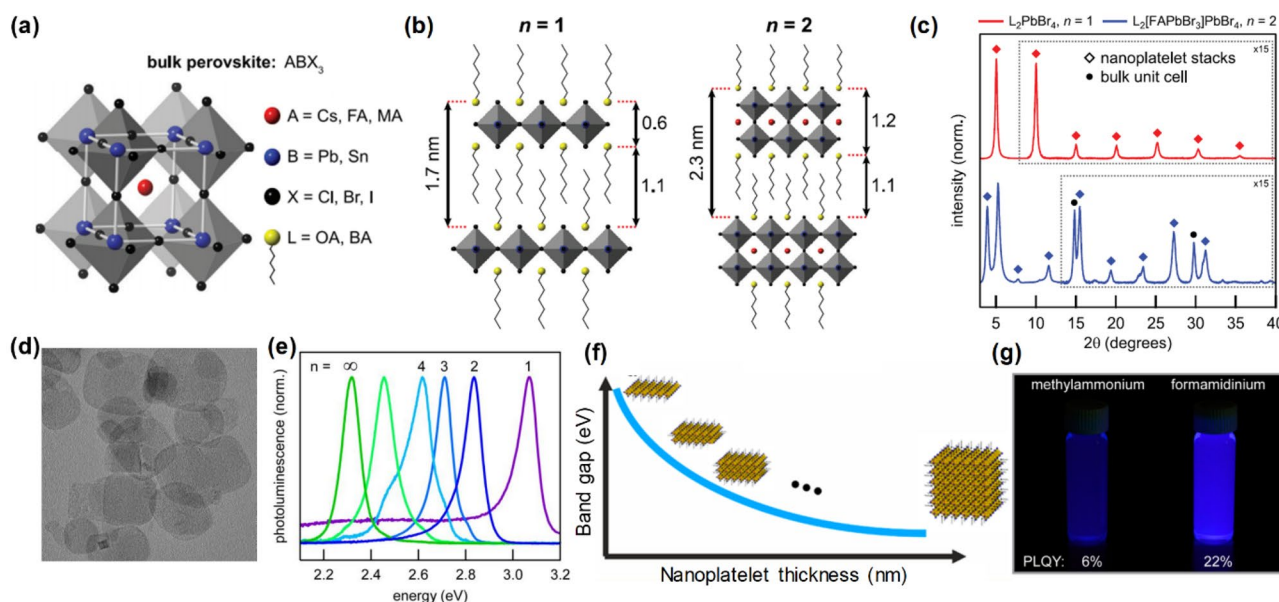 (a)
bulk perovskite: ABX3
A = Cs, FA, MA
B = Pb, Sn
X = Cl, Br, I
L = OA, BA
(b)
n = 1
n = 2
1.7 nm
0.6
1.1
2.3 nm
1.2
1.1
(c)
L2PbBr4, n = 1
L2[FAPbBr3]PbBr4, n = 2
x15
nanoplatelet stacks
bulk unit cell
x15
intensity (norm.)
5 10 15 20 25 30 35 40
2θ (degrees)
(d)
(e)
n = ∞ 4 3 2 1
photoluminescence (norm.)
2.2 2.4 2.6 2.8 3.0 3.2
energy (eV)
(f)
Band gap (eV)
Nanoplatelet thickness (nm)
(g)
methylammonium formamidinium
PLQY: 6% 22%